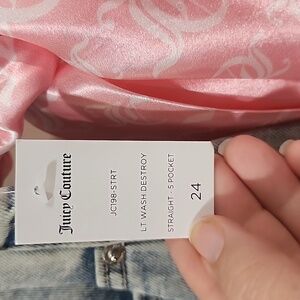 Juicy Couture
JC198-STRT
LT WASH DESTROY
STRAIGHT - 5 POCKET
24